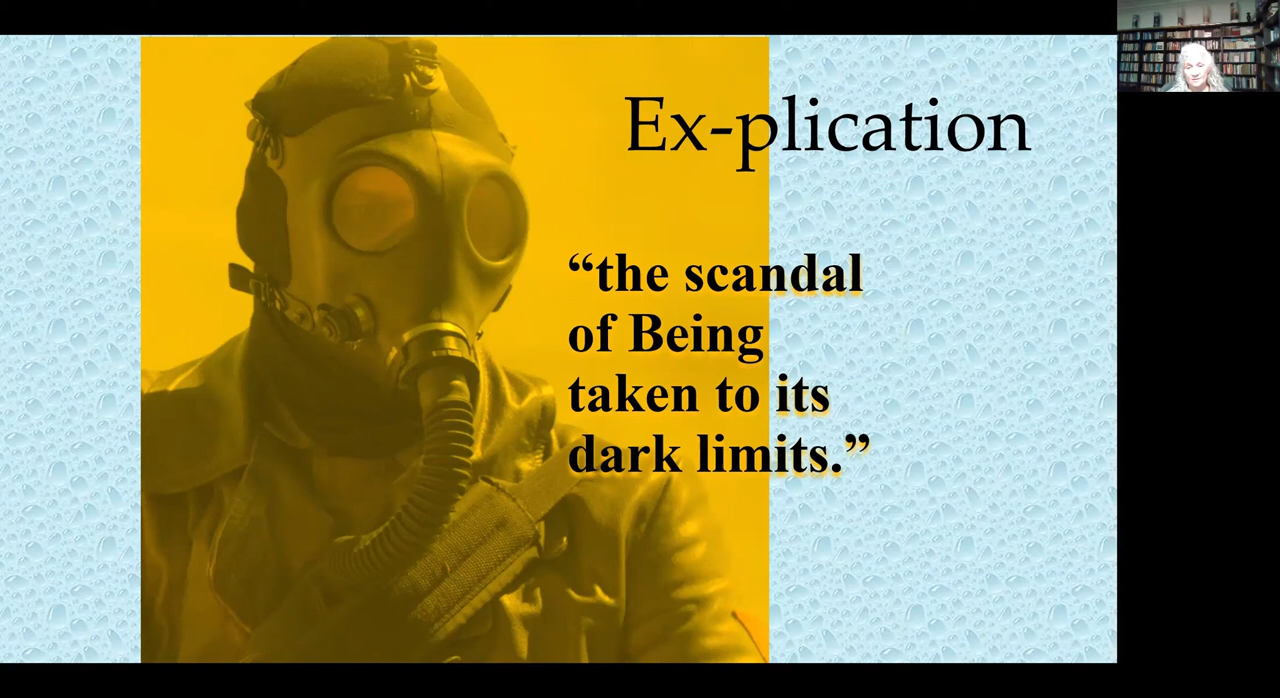 Ex-plication
“the scandal
of Being
taken to its
dark limits.”